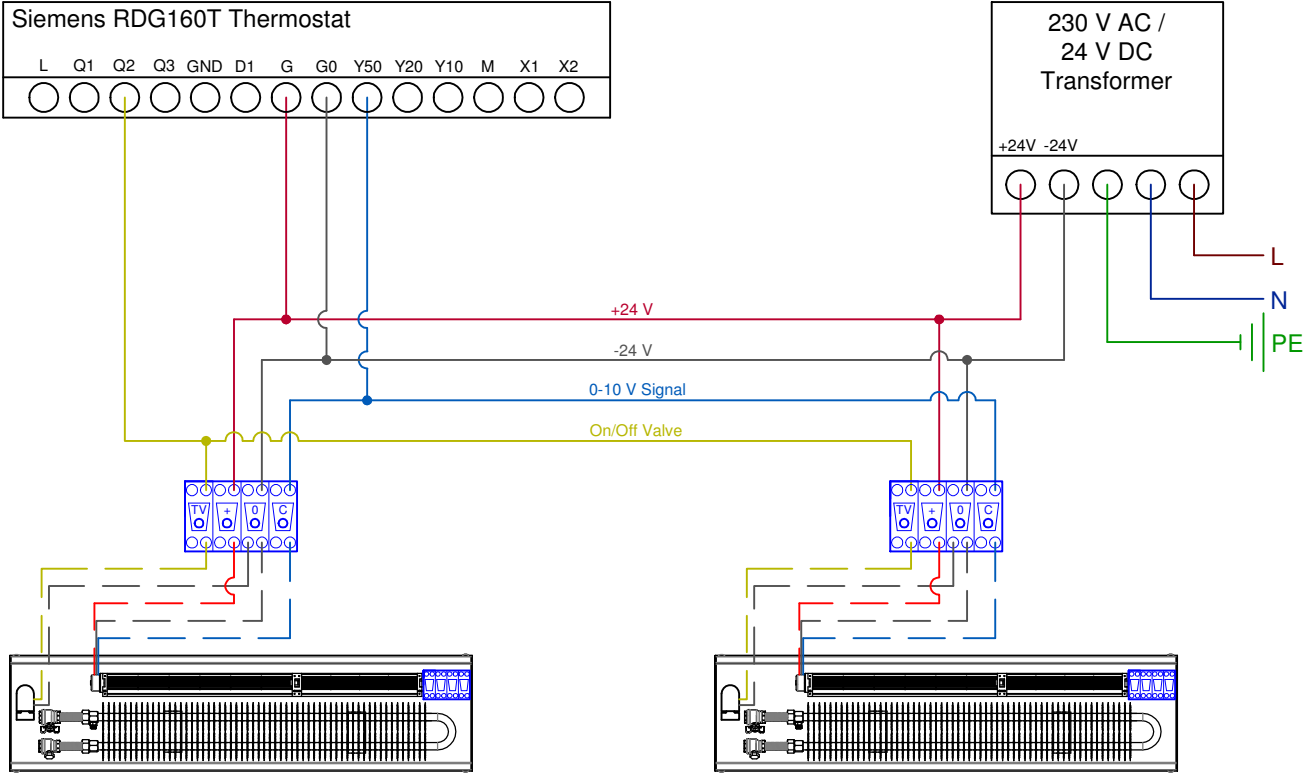 Siemens RDG160T Thermostat
L Q1 Q2 Q3 GND D1 G G0 Y50 Y20 Y10 M X1 X2
230 V AC /
24 V DC
Transformer
+24V -24V
L
N
PE
+24 V
-24 V
0-10 V Signal
On/Off Valve
TV + 0 C
TV + 0 C